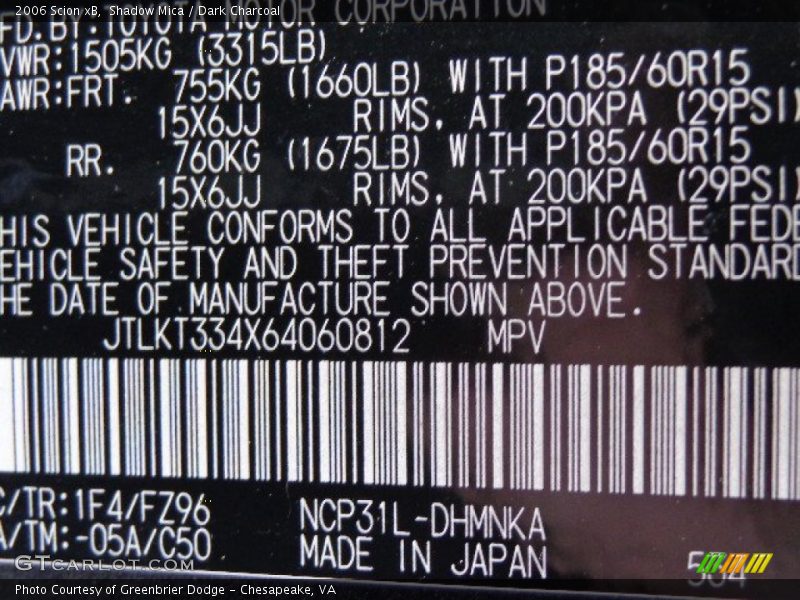 2006 Scion xB, Shadow Mica / Dark Charcoal
FD.BY:TOYOTA MOTOR CORPORATION
VWR:1505KG (3315LB)
AWR:FRT. 755KG (1660LB) WITH P185/60R15
15X6JJ RIMS, AT 200KPA (29PSI)
RR. 760KG (1675LB) WITH P185/60R15
15X6JJ RIMS, AT 200KPA (29PSI)
HIS VEHICLE CONFORMS TO ALL APPLICABLE FEDE
EHICLE SAFETY AND THEFT PREVENTION STANDARD
HE DATE OF MANUFACTURE SHOWN ABOVE.
JTLKT334X64060812 MPV
C/TR:1F4/FZ96 NCP31L-DHMNKA
A/TM:-05A/C50 MADE IN JAPAN 504
GTCARLOT.COM
Photo Courtesy of Greenbrier Dodge - Chesapeake, VA